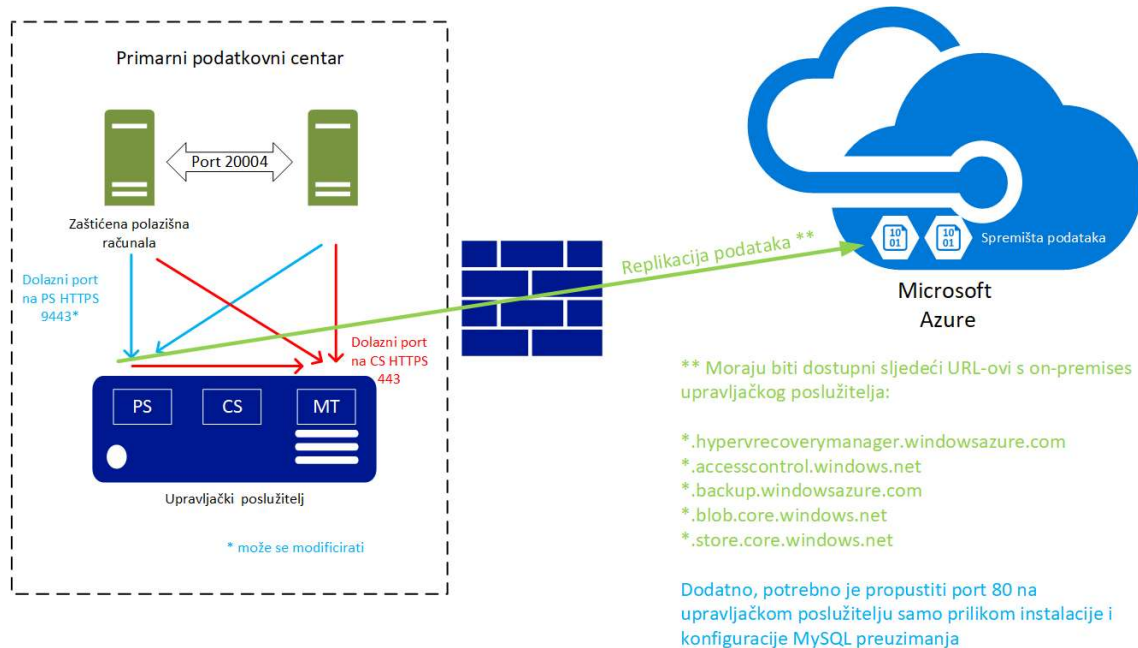 Primarni podatkovni centar
Port 20004
Zaštićena polazišna
računala
Dolazni port
na PS HTTPS
9443*
Dolazni port
na CS HTTPS
443
PS
CS
MT
Upravljački poslužitelj
* može se modificirati
Replikacija podataka **
10
01
10
01
Spremišta podataka
Microsoft
Azure
** Moraju biti dostupni sljedeći URL-ovi s on-premises
upravljačkog poslužitelja:
*.hypervrecoverymanager.windowsazure.com
*.accesscontrol.windows.net
*.backup.windowsazure.com
*.blob.core.windows.net
*.store.core.windows.net
Dodatno, potrebno je propustiti port 80 na
upravljačkom poslužitelju samo prilikom instalacije i
konfiguracije MySQL preuzimanja